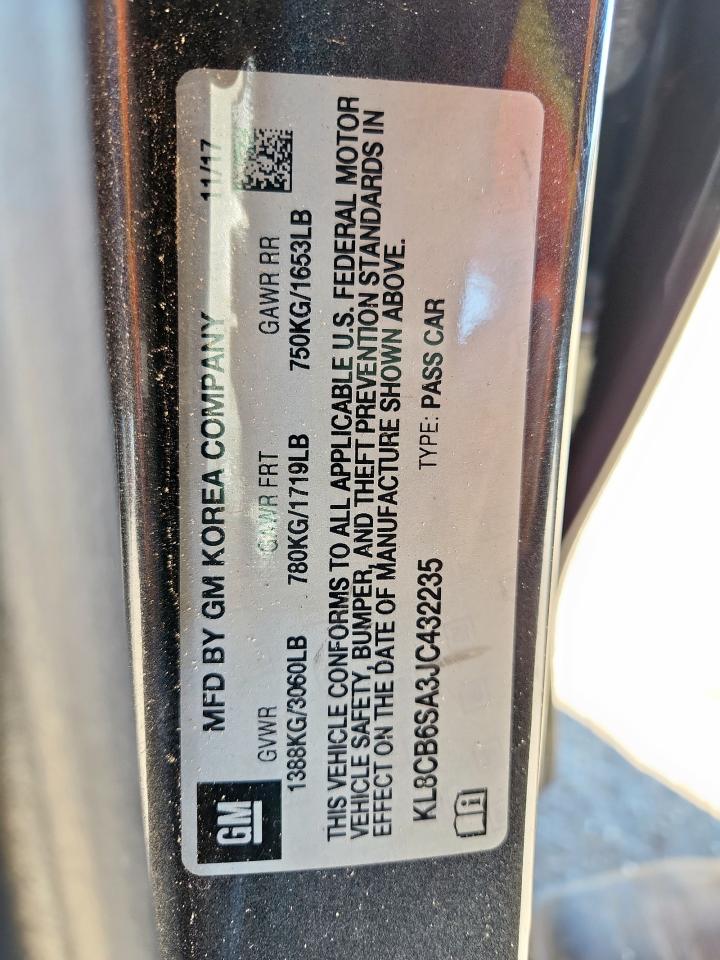 GM
MFD BY GM KOREA COMPANY 11/17
GVWR GAWR FRT GAWR RR
1388KG/3060LB 780KG/1719LB 750KG/1653LB
THIS VEHICLE CONFORMS TO ALL APPLICABLE U.S. FEDERAL MOTOR
VEHICLE SAFETY, BUMPER, AND THEFT PREVENTION STANDARDS IN
EFFECT ON THE DATE OF MANUFACTURE SHOWN ABOVE.
KL8CB6SA3JC432235 TYPE: PASS CAR